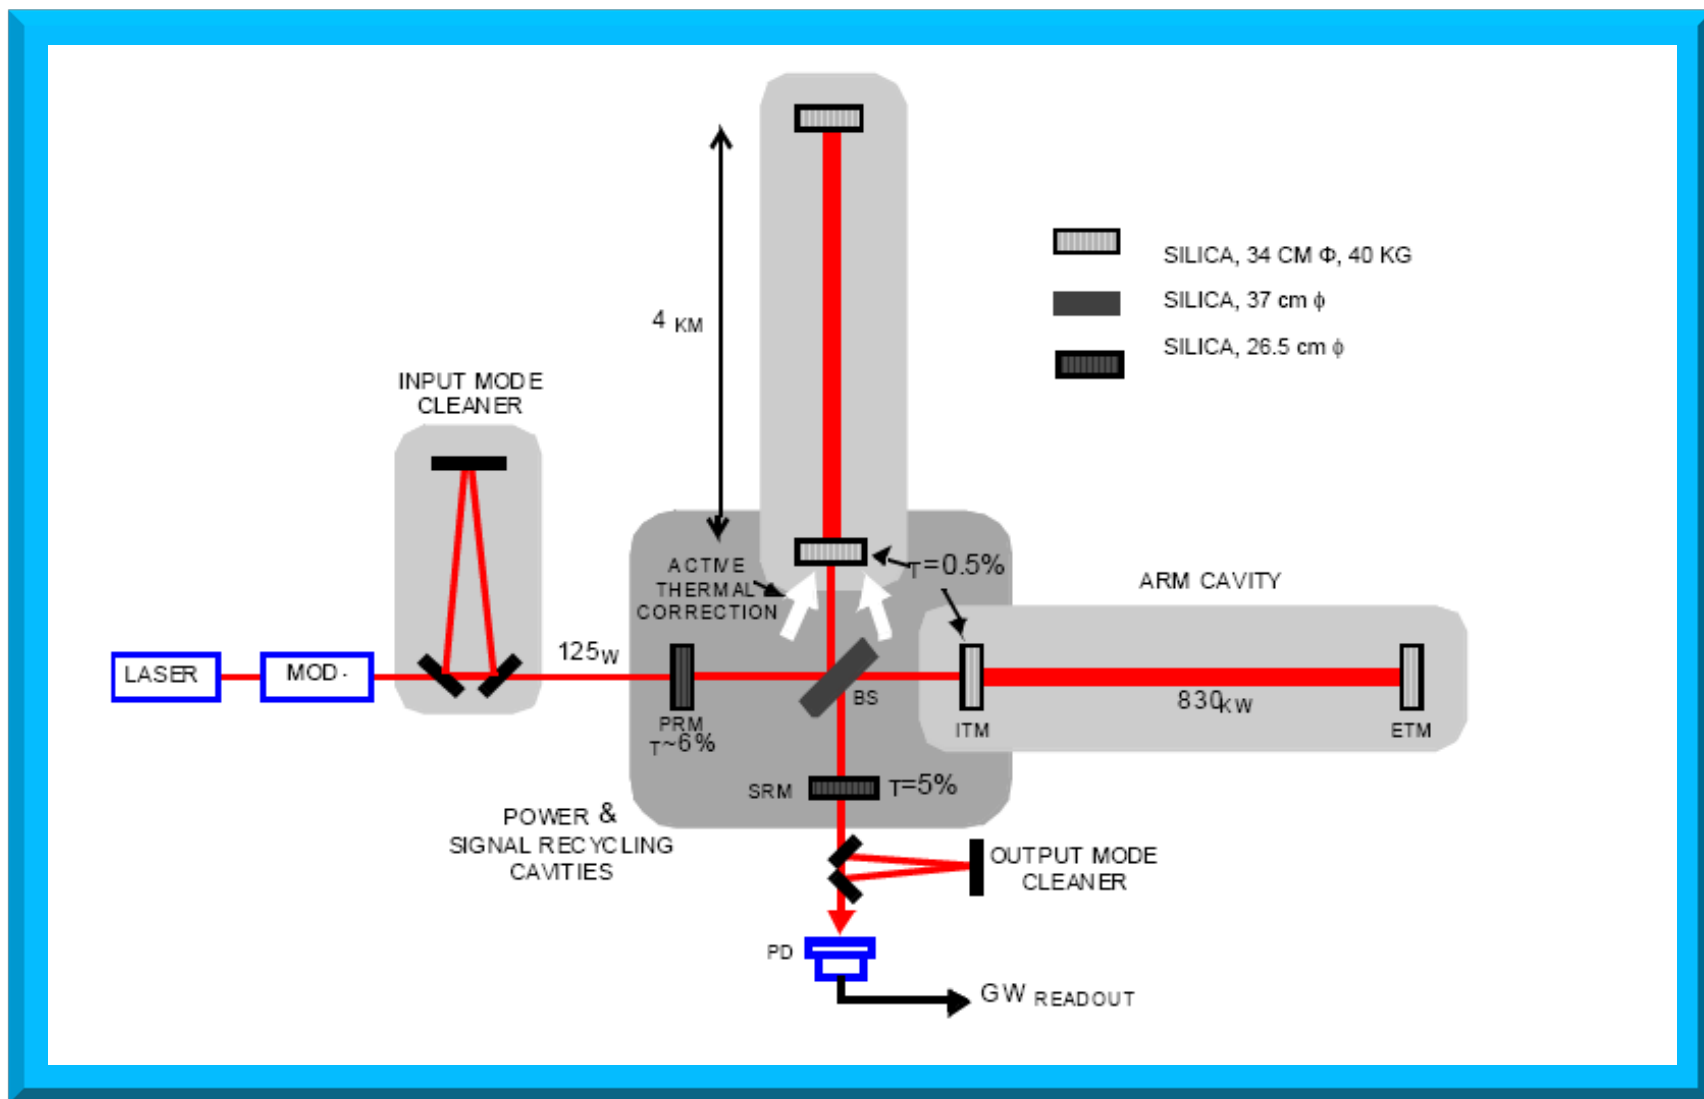 SILICA, 34 CM Φ, 40 KG
SILICA, 37 cm ϕ
SILICA, 26.5 cm ϕ
4 KM
INPUT MODE
CLEANER
ACTIVE
THERMAL
CORRECTION
T=0.5%
ARM CAVITY
LASER
MOD.
125W
PRM
T~6%
BS
ITM
830KW
ETM
SRM
T=5%
POWER &
SIGNAL RECYCLING
CAVITIES
OUTPUT MODE
CLEANER
PD
GW READOUT